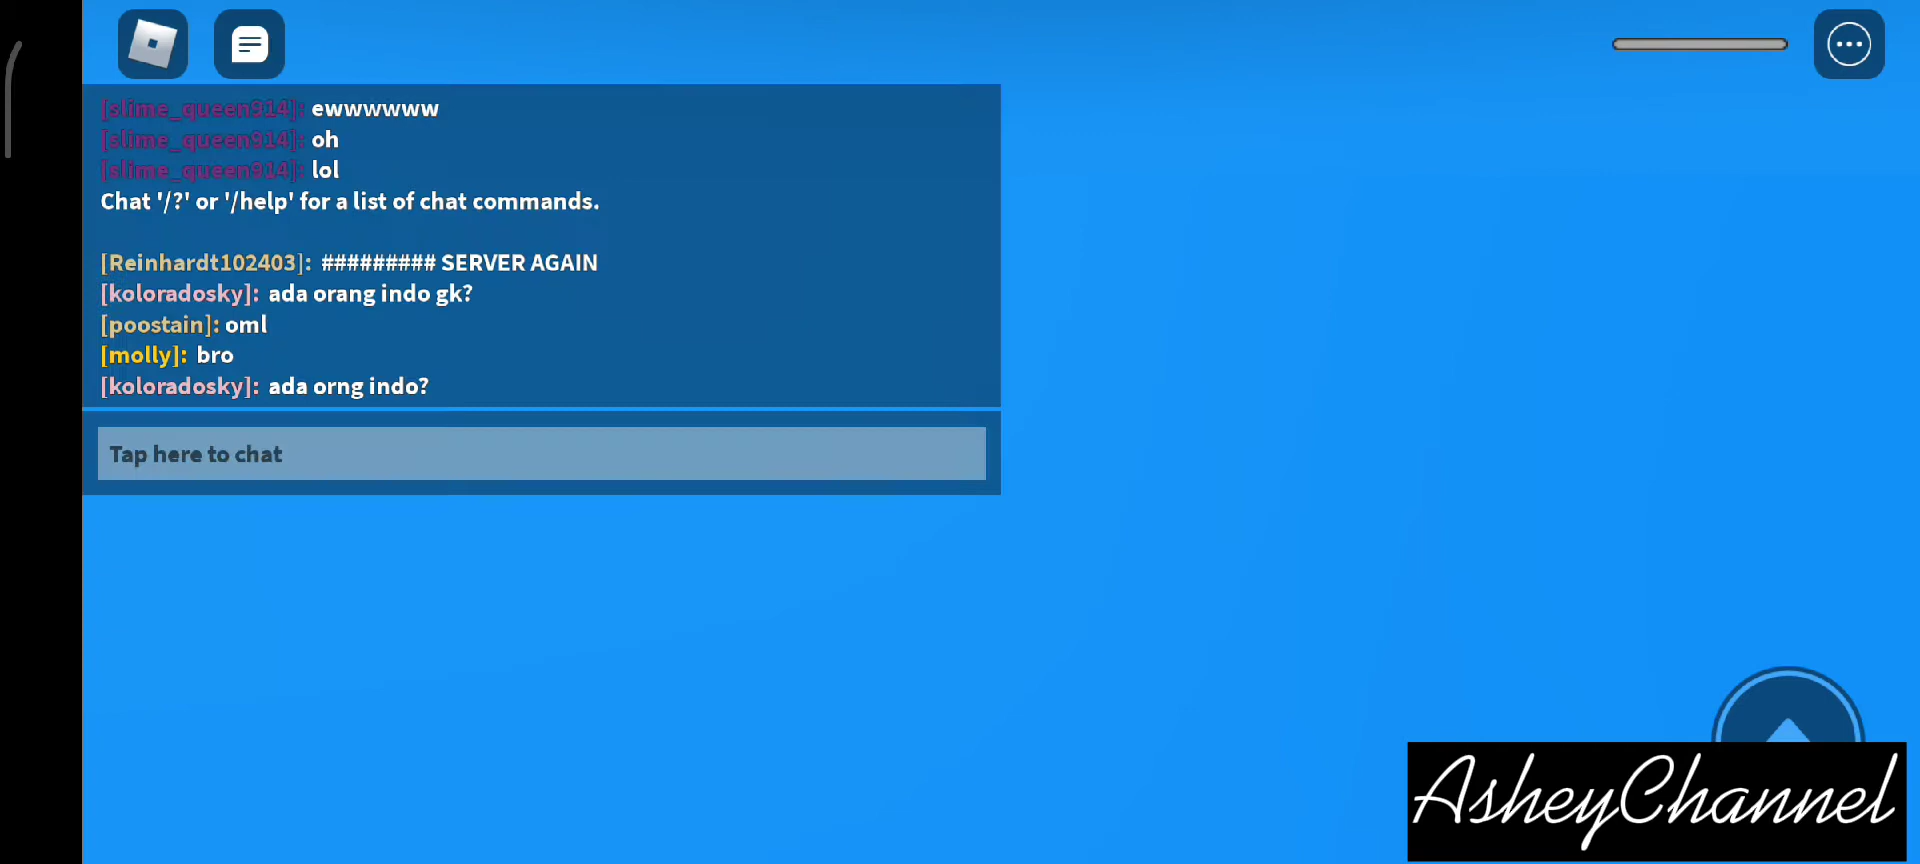 [slime_queen914]: ewwwwww
[slime_queen914]: oh
[slime_queen914]: lol
Chat '/?' or '/help' for a list of chat commands.
[Reinhardt102403]: ######### SERVER AGAIN
[koloradosky]: ada orang indo gk?
[poostain]: oml
[molly]: bro
[koloradosky]: ada orng indo?
Tap here to chat
AsheyChannel